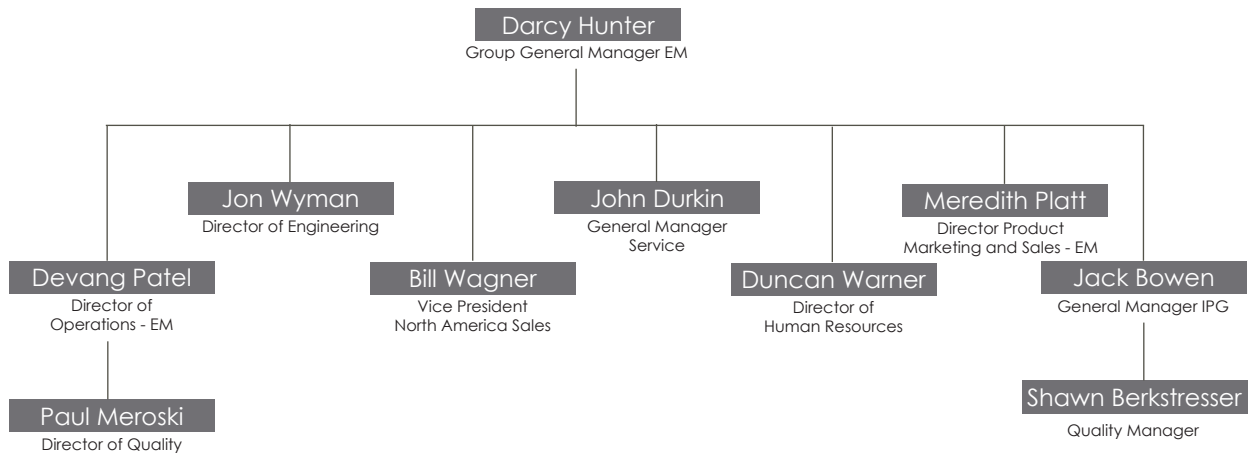 Darcy Hunter
Group General Manager EM
Jon Wyman
Director of Engineering
John Durkin
General Manager
Service
Meredith Platt
Director Product
Marketing and Sales - EM
Devang Patel
Director of
Operations - EM
Bill Wagner
Vice President
North America Sales
Duncan Warner
Director of
Human Resources
Jack Bowen
General Manager IPG
Paul Meroski
Director of Quality
Shawn Berkstresser
Quality Manager